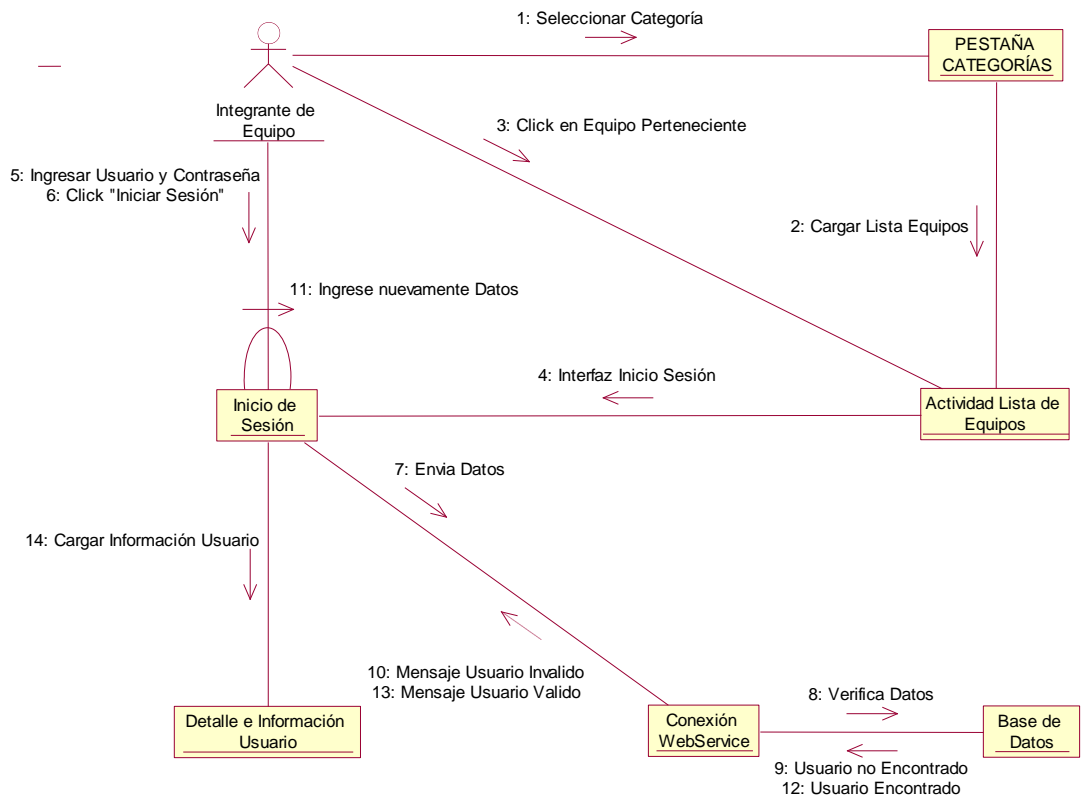 1: Seleccionar Categoría
PESTAÑA
CATEGORÍAS
Integrante de
Equipo
3: Click en Equipo Perteneciente
5: Ingresar Usuario y Contraseña
6: Click "Iniciar Sesión"
2: Cargar Lista Equipos
11: Ingrese nuevamente Datos
4: Interfaz Inicio Sesión
Inicio de
Sesión
Actividad Lista de
Equipos
7: Envia Datos
14: Cargar Información Usuario
10: Mensaje Usuario Invalido
13: Mensaje Usuario Valido
8: Verifica Datos
Detalle e Información
Usuario
Conexión
WebService
Base de
Datos
9: Usuario no Encontrado
12: Usuario Encontrado